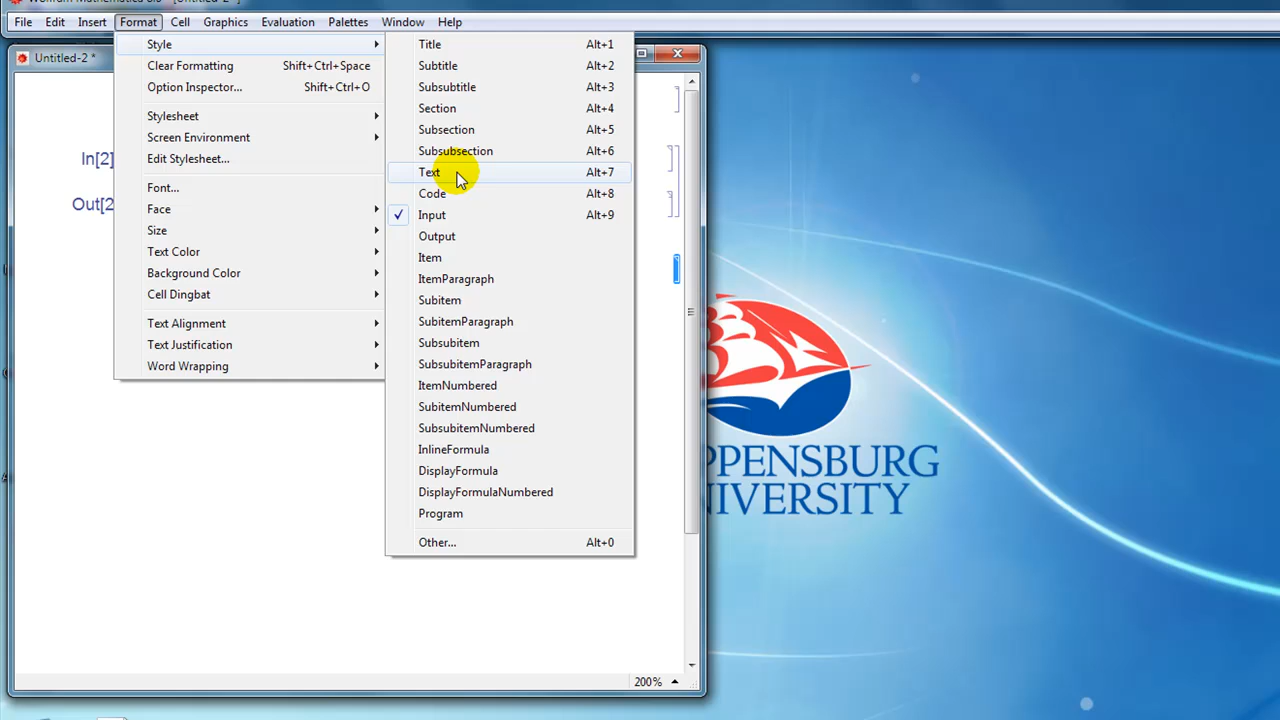 Wolfram Mathematica
File Edit Insert Format Cell Graphics Evaluation Palettes Window Help
Untitled-2 *
In[2]
Out[2
Style
Clear Formatting Shift+Ctrl+Space
Option Inspector... Shift+Ctrl+O
Stylesheet
Screen Environment
Edit Stylesheet...
Font...
Face
Size
Text Color
Background Color
Cell Dingbat
Text Alignment
Text Justification
Word Wrapping
Title Alt+1
Subtitle Alt+2
Subsubtitle Alt+3
Section Alt+4
Subsection Alt+5
Subsubsection Alt+6
Text Alt+7
Code Alt+8
Input Alt+9
Output
Item
ItemParagraph
Subitem
SubitemParagraph
Subsubitem
SubsubitemParagraph
ItemNumbered
SubitemNumbered
SubsubitemNumbered
InlineFormula
DisplayFormula
DisplayFormulaNumbered
Program
Other... Alt+0
PPENSBURG
NIVERSITY
200%